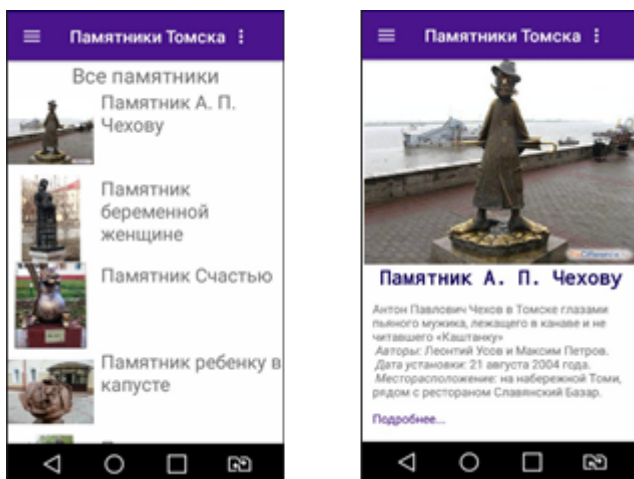 Памятники Томска
Все памятники
Памятник А. П.
Чехову
Памятник
беременной
женщине
Памятник Счастью
Памятник ребенку в
капусте
Памятники Томска
Памятник А. П. Чехову
Антон Павлович Чехов в Томске глазами
пьяного мужика, лежащего в канаве и не
читавшего «Каштанку»
Авторы: Леонтий Усов и Максим Петров.
Дата установки: 21 августа 2004 года.
Месторасположение: на набережной Томи,
рядом с рестораном Славянский Базар.
Подробнее...